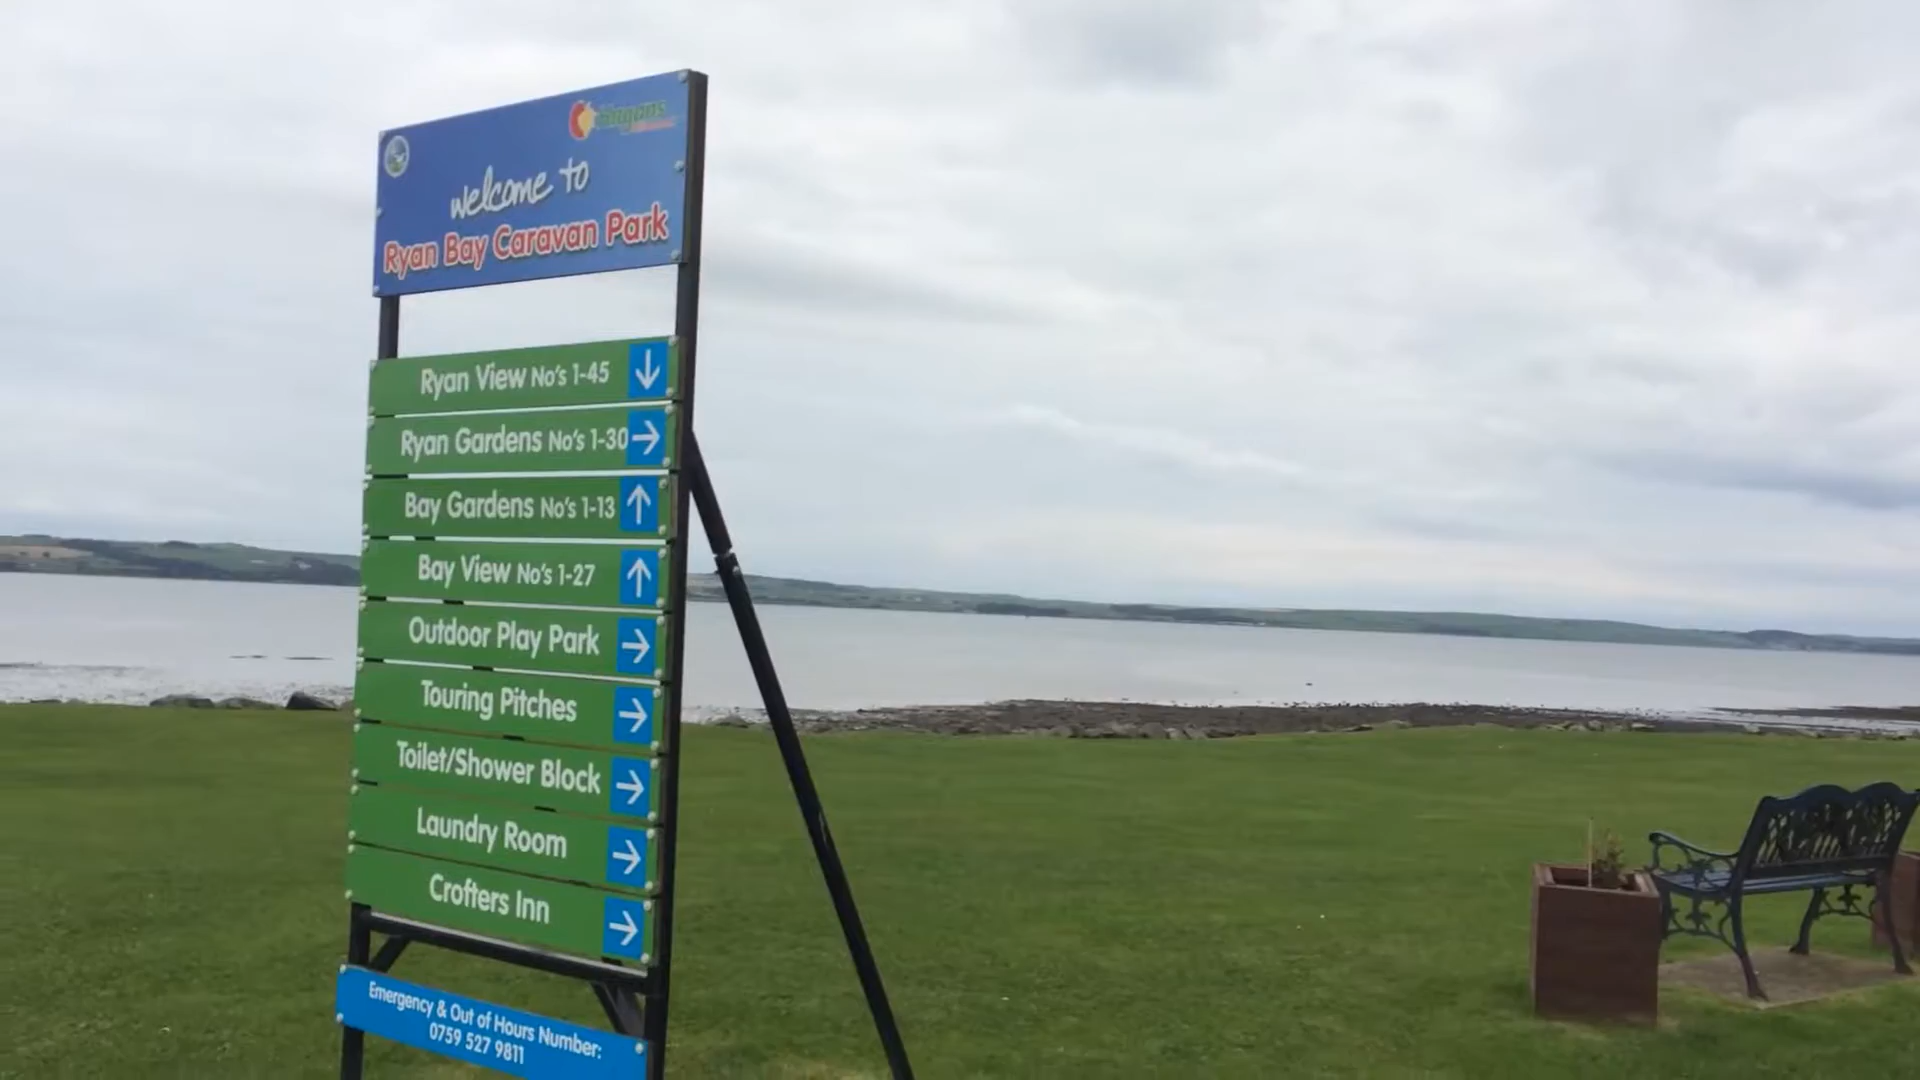 Hagans
welcome to
Ryan Bay Caravan Park
Ryan View No's 1-45
Ryan Gardens No's 1-30
Bay Gardens No's 1-13
Bay View No's 1-27
Outdoor Play Park
Touring Pitches
Toilet/Shower Block
Laundry Room
Crofters Inn
Emergency & Out of Hours Number:
0759 527 9811